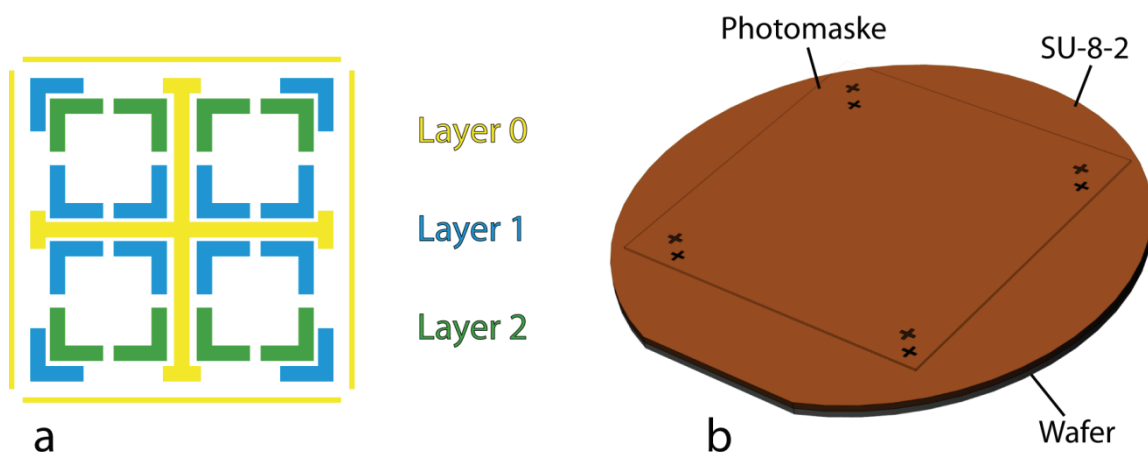 Photomaske
SU-8-2
Layer 0
Layer 1
Layer 2
Wafer
a
b